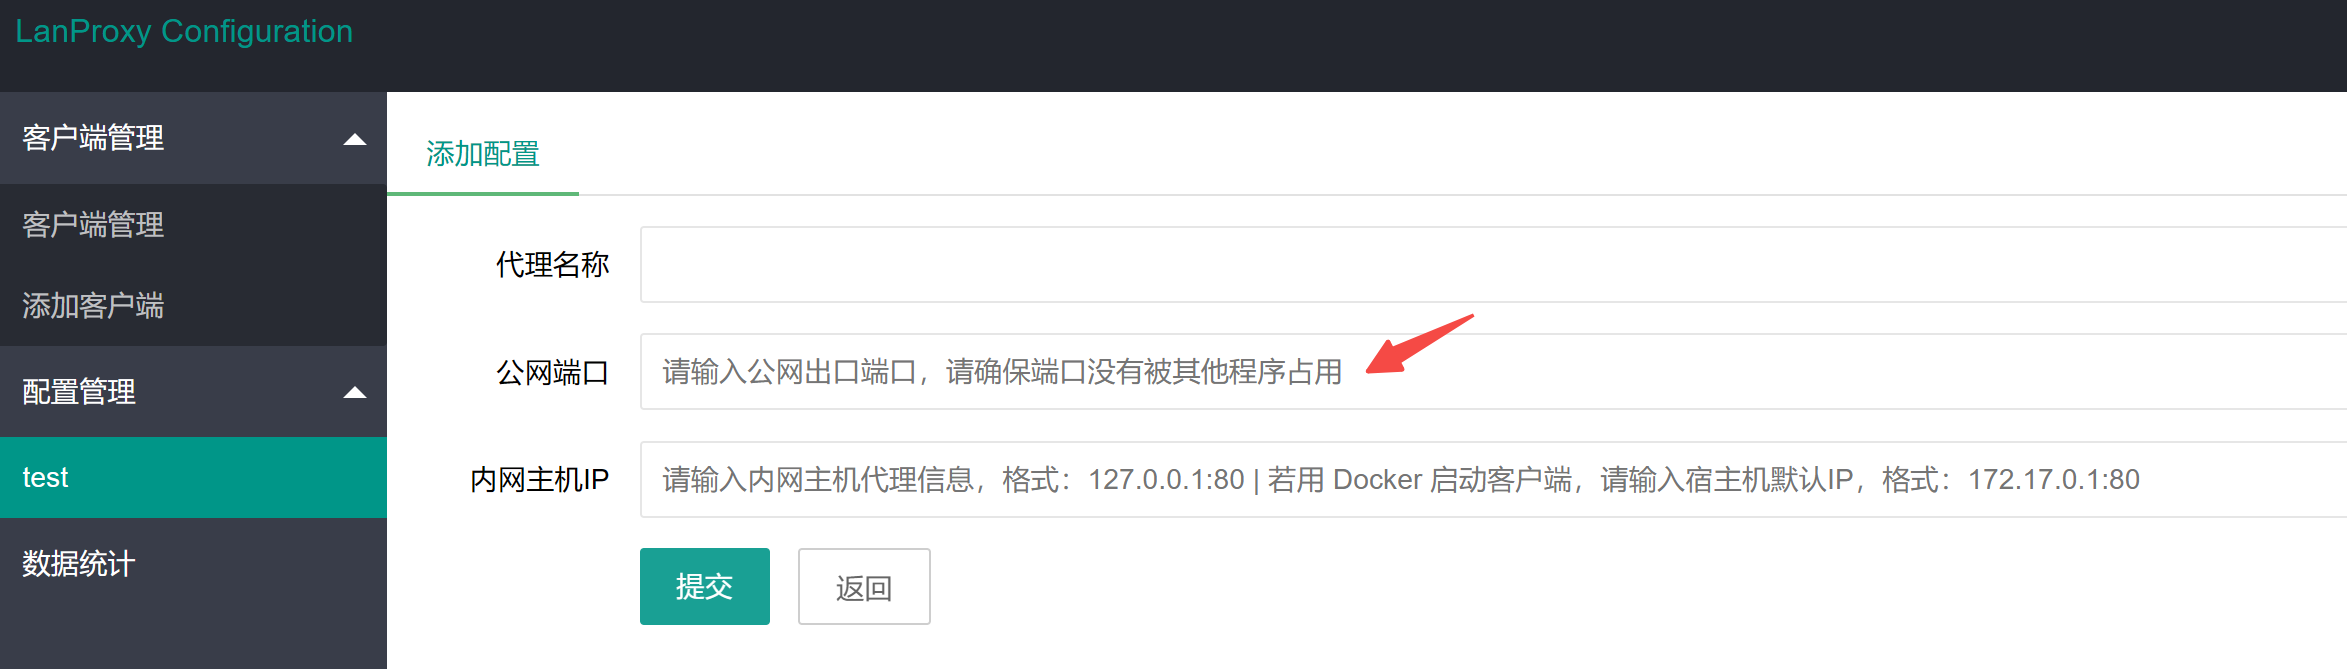 LanProxy Configuration
客户端管理
客户端管理
添加客户端
配置管理
test
数据统计
添加配置
代理名称
公网端口 请输入公网出口端口，请确保端口没有被其他程序占用
内网主机IP 请输入内网主机代理信息，格式：127.0.0.1:80 | 若用 Docker 启动客户端，请输入宿主机默认IP，格式：172.17.0.1:80
提交 返回